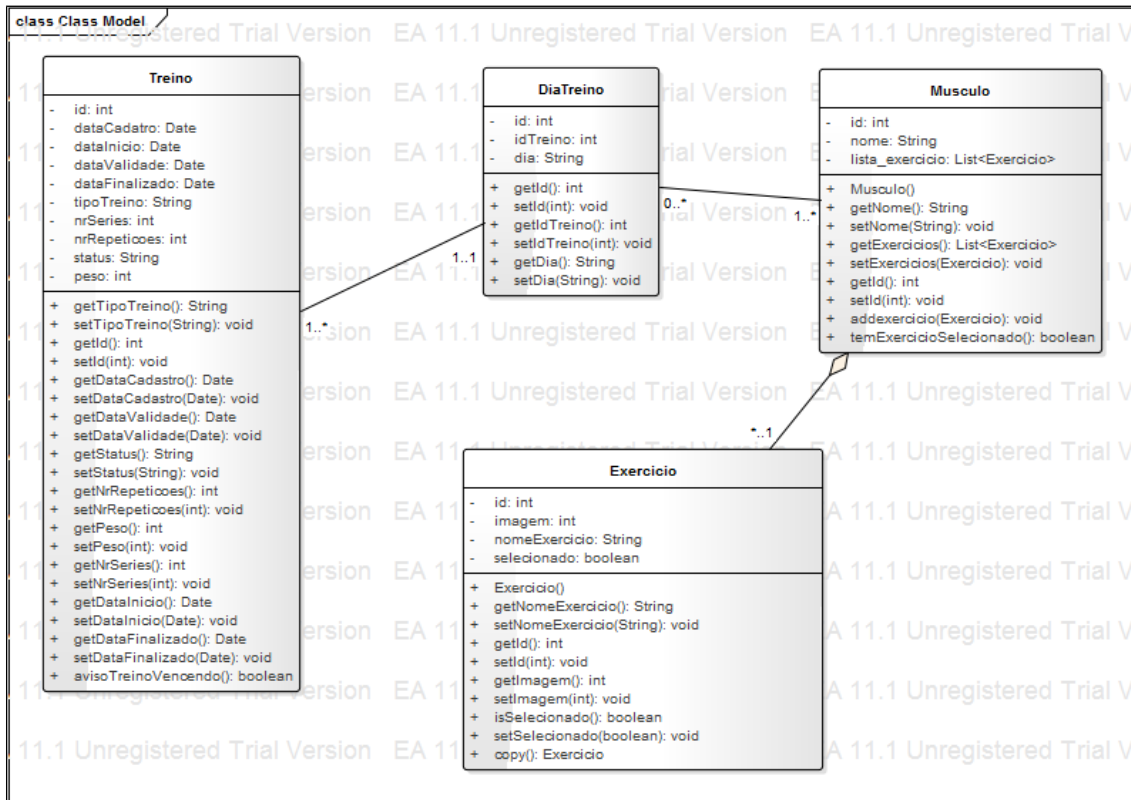 class Class Model
Treino
- id: int
- dataCadatro: Date
- dataInicio: Date
- dataValidade: Date
- dataFinalizado: Date
- tipoTreino: String
- nrSeries: int
- nrRepeticoes: int
- status: String
- peso: int
+ getTipoTreino(): String
+ setTipoTreino(String): void
+ getId(): int
+ setId(int): void
+ getDataCadastro(): Date
+ setDataCadastro(Date): void
+ getDataValidade(): Date
+ setDataValidade(Date): void
+ getStatus(): String
+ setStatus(String): void
+ getNrRepeticoes(): int
+ setNrRepeticoes(int): void
+ getPeso(): int
+ setPeso(int): void
+ getNrSeries(): int
+ setNrSeries(int): void
+ getDataInicio(): Date
+ setDataInicio(Date): void
+ getDataFinalizado(): Date
+ setDataFinalizado(Date): void
+ avisoTreinoVencendo(): boolean
1..*
1..1
DiaTreino
- id: int
- idTreino: int
- dia: String
+ getId(): int
+ setId(int): void
+ getIdTreino(): int
+ setIdTreino(int): void
+ getDia(): String
+ setDia(String): void
0..*
1..*
Musculo
- id: int
- nome: String
- lista_exercicio: List<Exercicio>
+ Musculo()
+ getNome(): String
+ setNome(String): void
+ getExercicios(): List<Exercicio>
+ setExercicios(Exercicio): void
+ getId(): int
+ setId(int): void
+ addexercicio(Exercicio): void
+ temExercicioSelecionado(): boolean
*..1
Exercicio
- id: int
- imagem: int
- nomeExercicio: String
- selecionado: boolean
+ Exercicio()
+ getNomeExercicio(): String
+ setNomeExercicio(String): void
+ getId(): int
+ setId(int): void
+ getImagem(): int
+ setImagem(int): void
+ isSelecionado(): boolean
+ setSelecionado(boolean): void
+ copy(): Exercicio
EA 11.1 Unregistered Trial Version